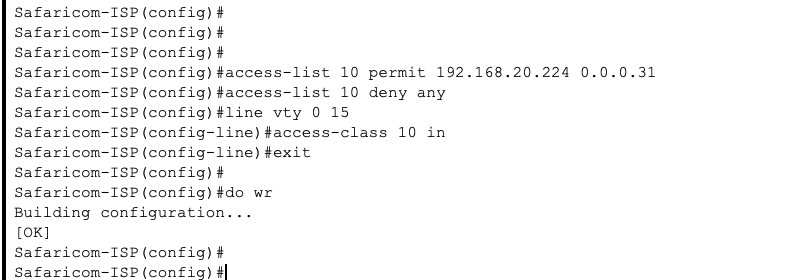 Safaricom-ISP(config)#
Safaricom-ISP(config)#
Safaricom-ISP(config)#
Safaricom-ISP(config)#access-list 10 permit 192.168.20.224 0.0.0.31
Safaricom-ISP(config)#access-list 10 deny any
Safaricom-ISP(config)#line vty 0 15
Safaricom-ISP(config-line)#access-class 10 in
Safaricom-ISP(config-line)#exit
Safaricom-ISP(config)#
Safaricom-ISP(config)#do wr
Building configuration...
[OK]
Safaricom-ISP(config)#
Safaricom-ISP(config)#